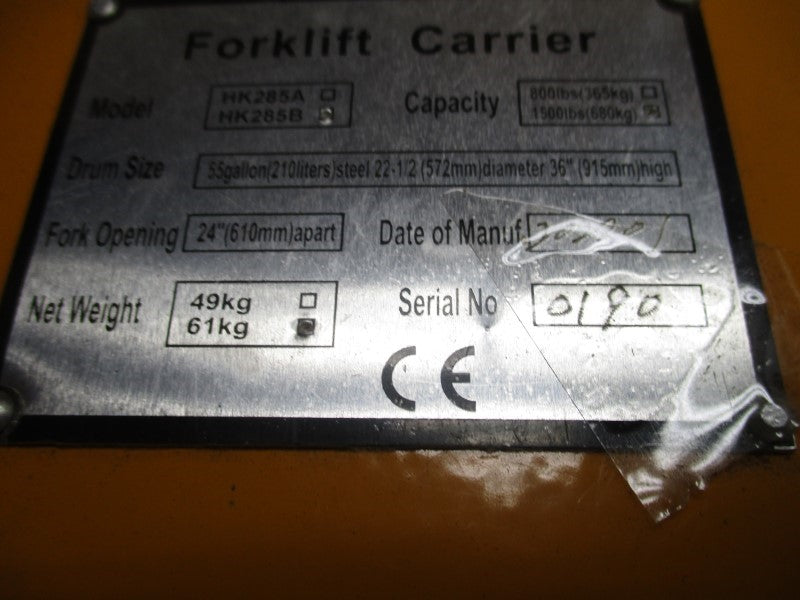 Forklift Carrier
Model HK285A Capacity 800lbs(365kg)
HK285B 1500lbs(680kg)
Drum Size 55gallon(210liters)steel 22-1/2 (572mm)diameter 36" (915mm)high
Fork Opening 24"(610mm)apart Date of Manuf
Net Weight 49kg Serial No 0190
61kg
CE